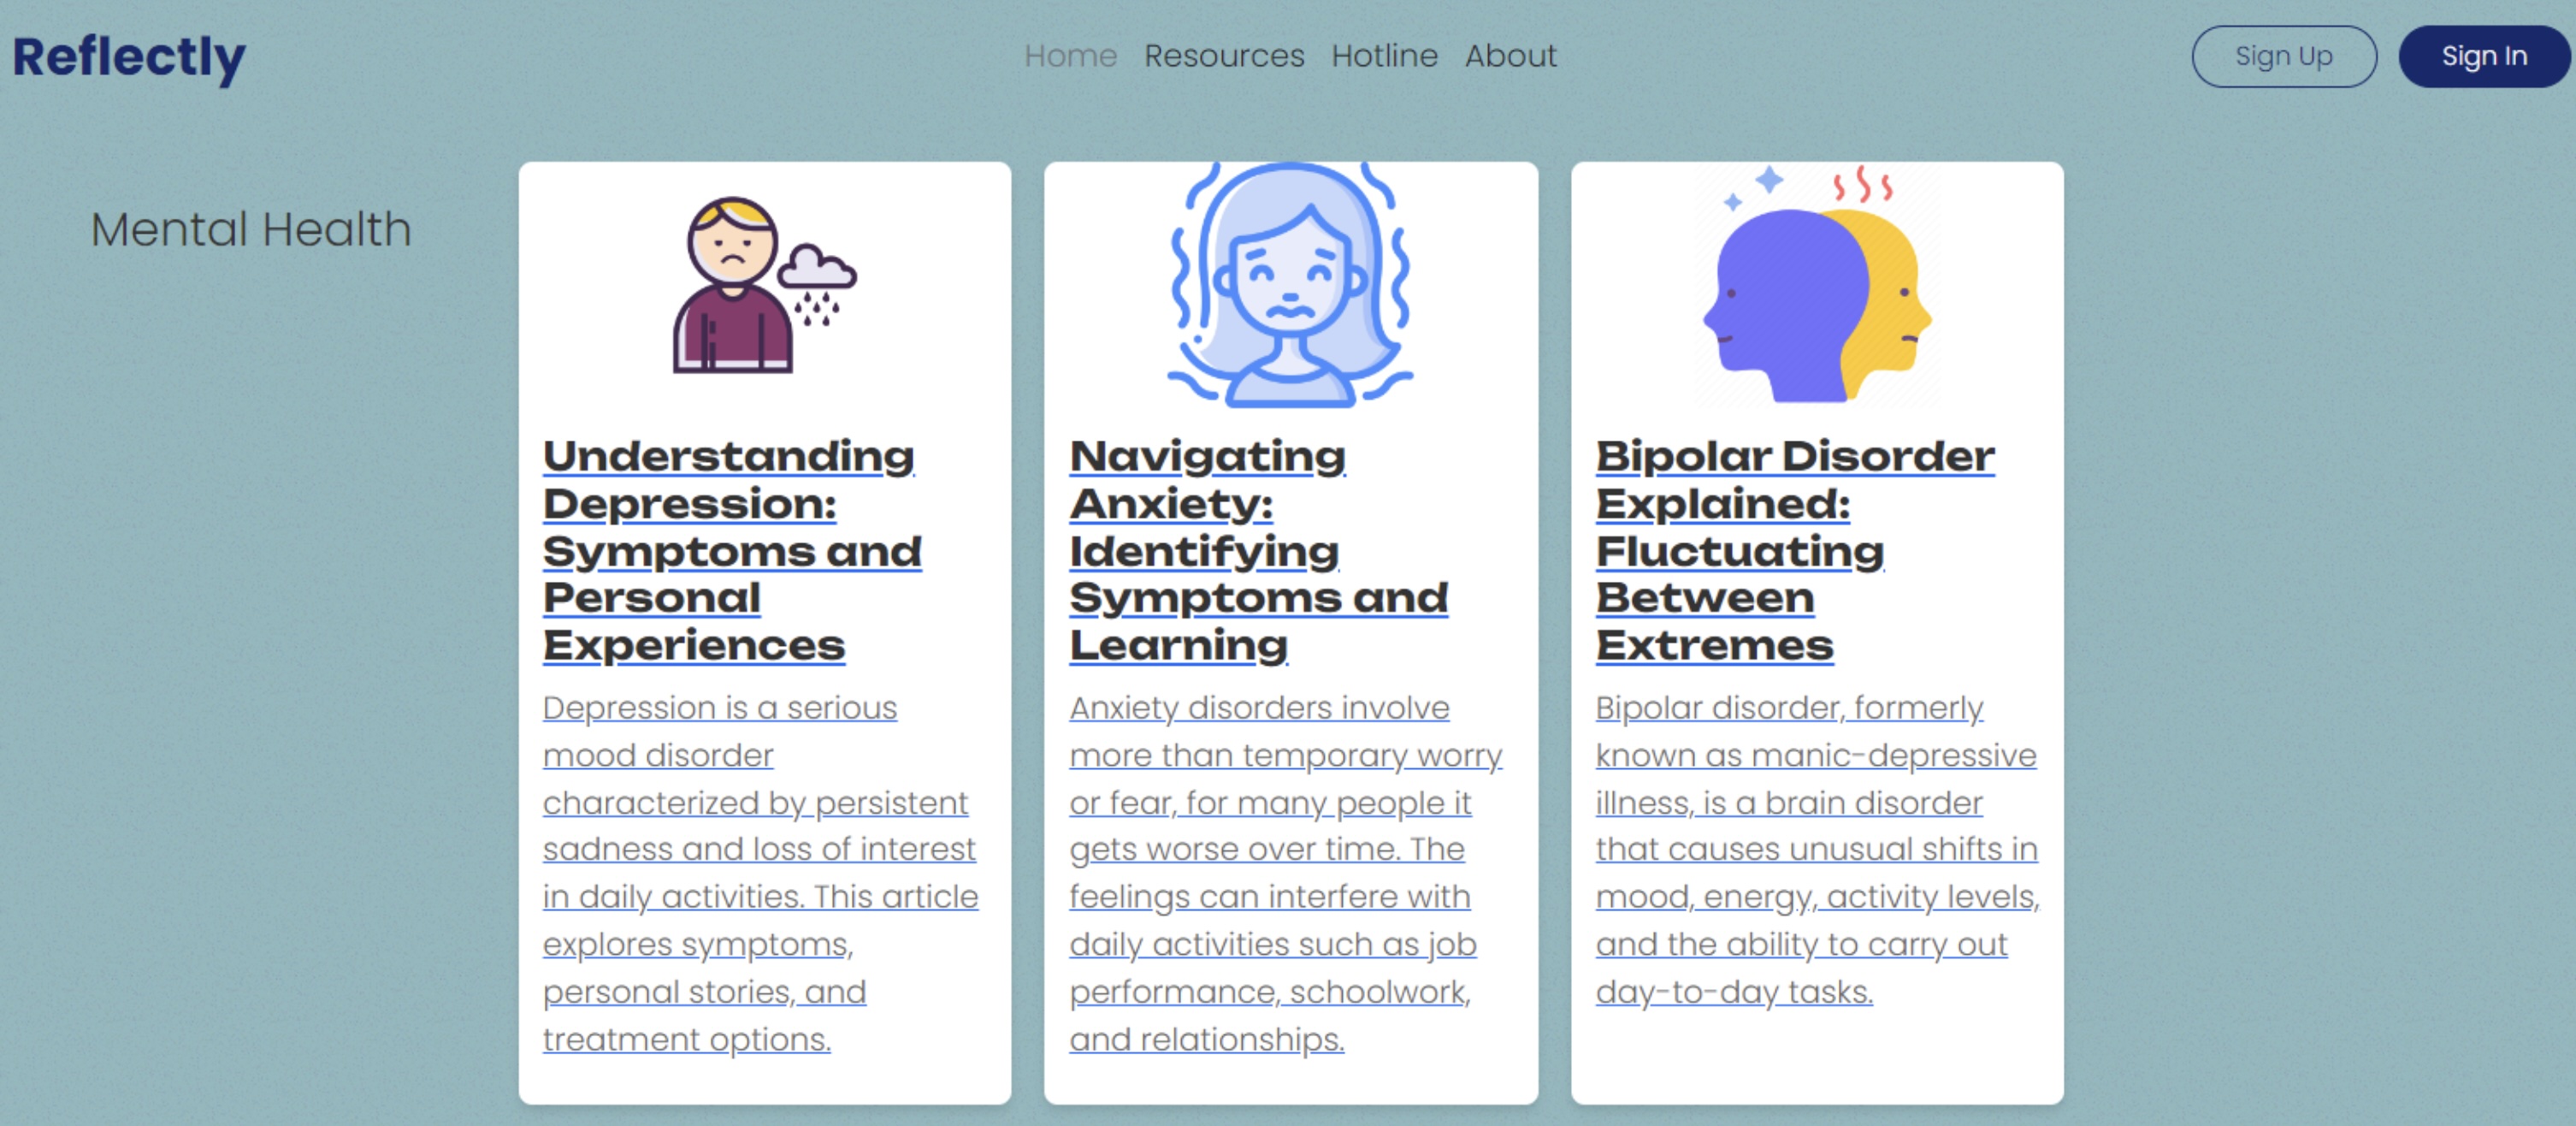 Reflectly
Home Resources Hotline About
Sign Up
Sign In
Mental Health
Understanding
Depression:
Symptoms and
Personal
Experiences
Depression is a serious
mood disorder
characterized by persistent
sadness and loss of interest
in daily activities. This article
explores symptoms,
personal stories, and
treatment options.
Navigating
Anxiety:
Identifying
Symptoms and
Learning
Anxiety disorders involve
more than temporary worry
or fear, for many people it
gets worse over time. The
feelings can interfere with
daily activities such as job
performance, schoolwork,
and relationships.
Bipolar Disorder
Explained:
Fluctuating
Between
Extremes
Bipolar disorder, formerly
known as manic-depressive
illness, is a brain disorder
that causes unusual shifts in
mood, energy, activity levels,
and the ability to carry out
day-to-day tasks.